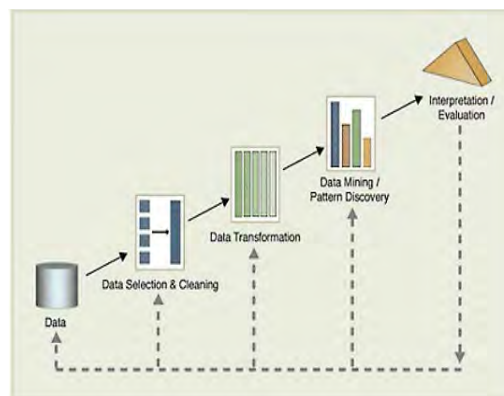 Interpretation /
Evaluation
Data Mining /
Pattern Discovery
Data Transformation
Data Selection & Cleaning
Data